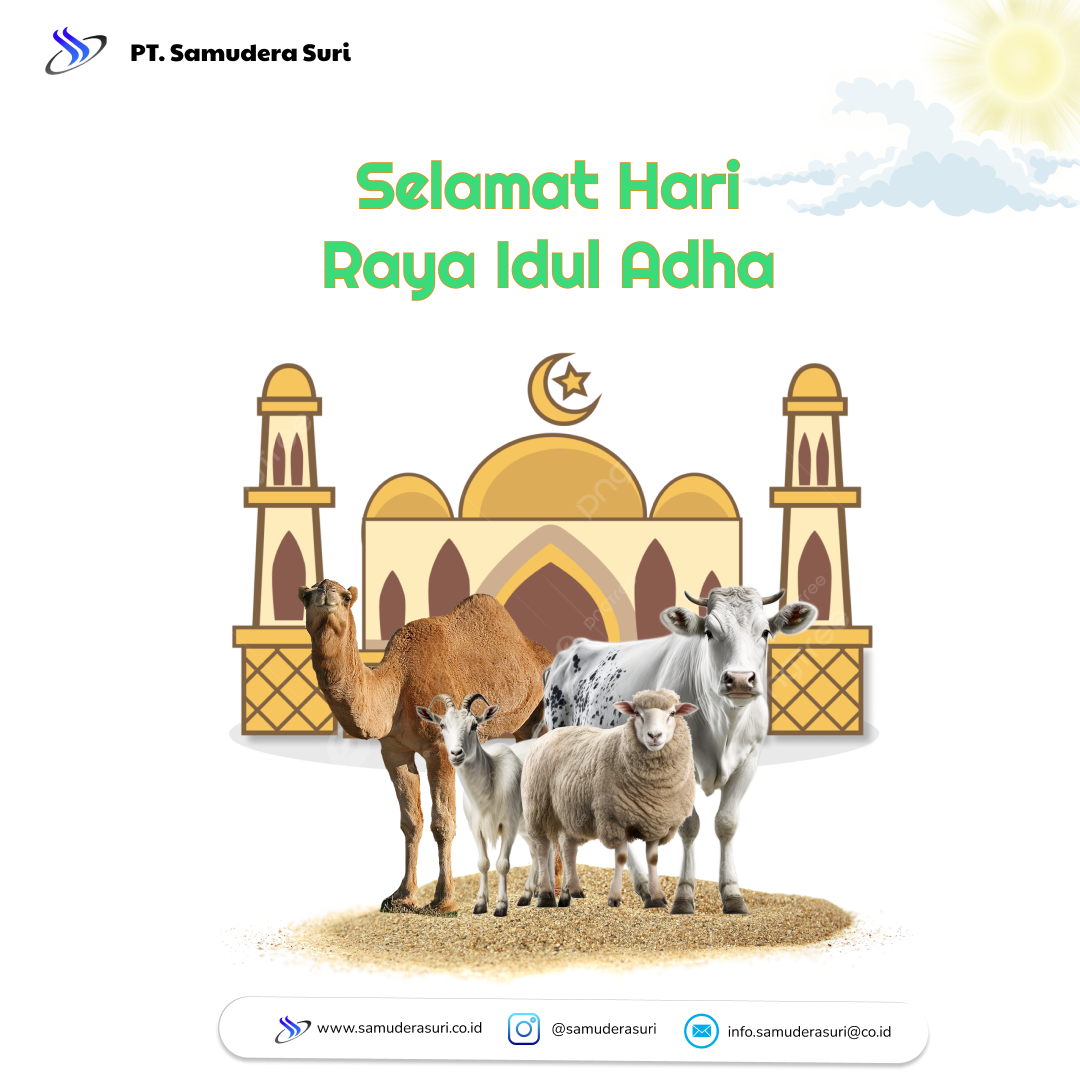 PT. Samudera Suri
Selamat Hari
Raya Idul Adha
www.samuderasuri.co.id
@samuderasuri
info.samuderasuri@co.id